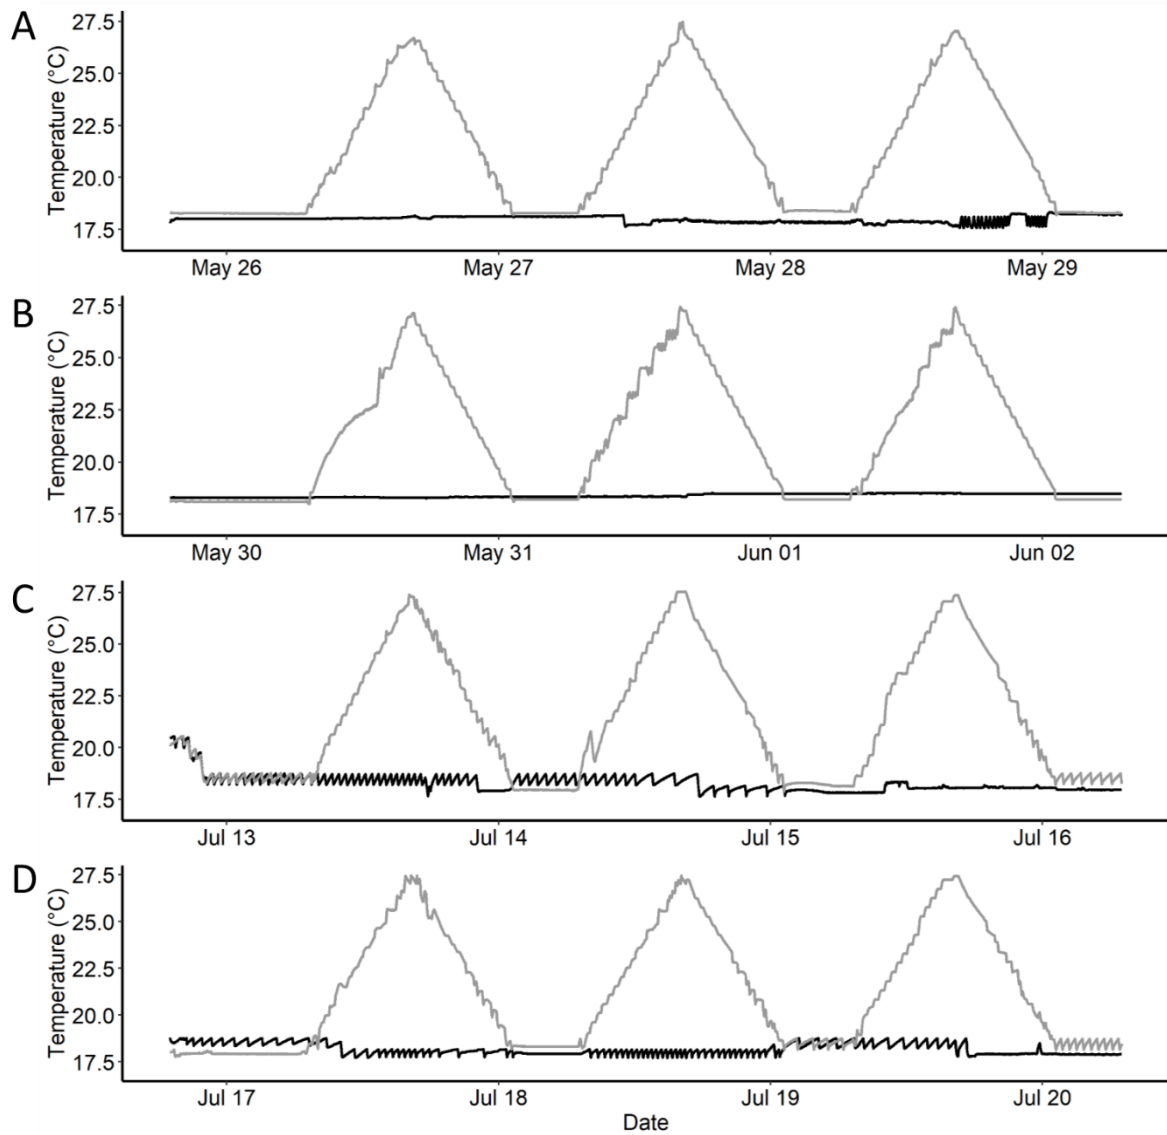 A
Temperature (°C)
27.5
25.0
22.5
20.0
17.5
May 26 May 27 May 28 May 29
B
Temperature (°C)
27.5
25.0
22.5
20.0
17.5
May 30 May 31 Jun 01 Jun 02
C
Temperature (°C)
27.5
25.0
22.5
20.0
17.5
Jul 13 Jul 14 Jul 15 Jul 16
D
Temperature (°C)
27.5
25.0
22.5
20.0
17.5
Jul 17 Jul 18 Jul 19 Jul 20
Date